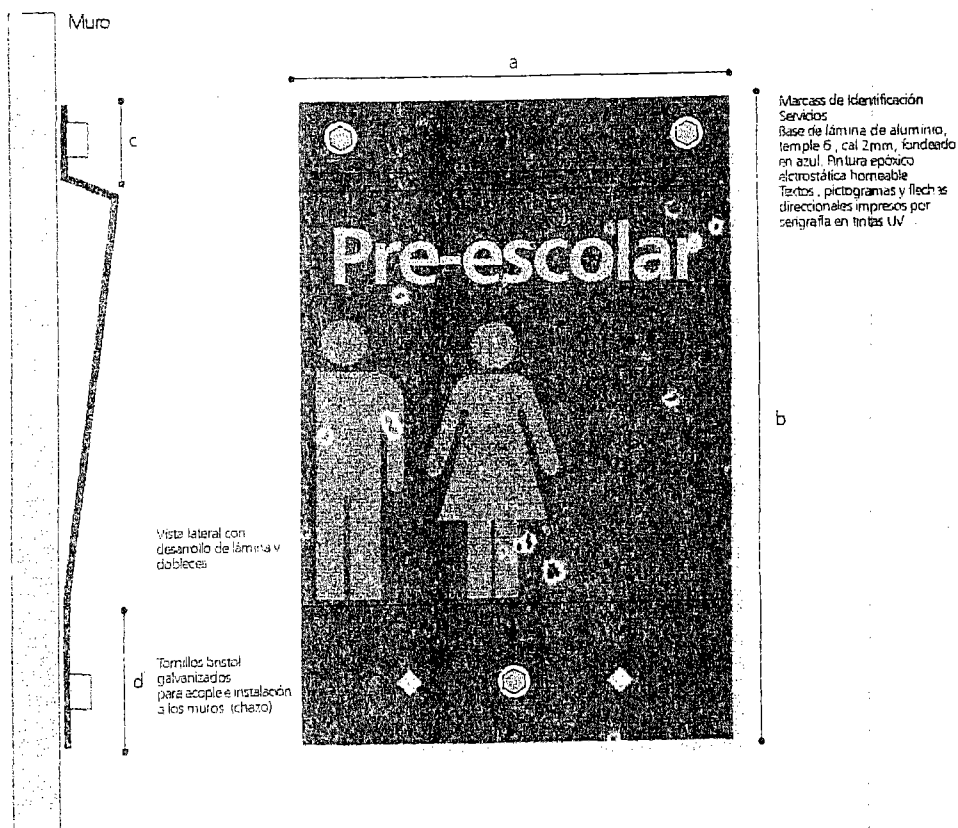 Muro
a
c
Marcass de Identificación
Servicios
Base de lámina de aluminio,
temple 6 , cal 2mm, fondeado
en azul. Pintura epóxico
elctrostática horneable
Textos , pictogramas y flechas
direccionales impresos por
serigrafía en tintas UV
Pre-escolar
b
Vista lateral con
desarrollo de lámina y
dobleces
d
Tornillos bristol
galvanizados
para acople e instalación
a los muros (chazo)